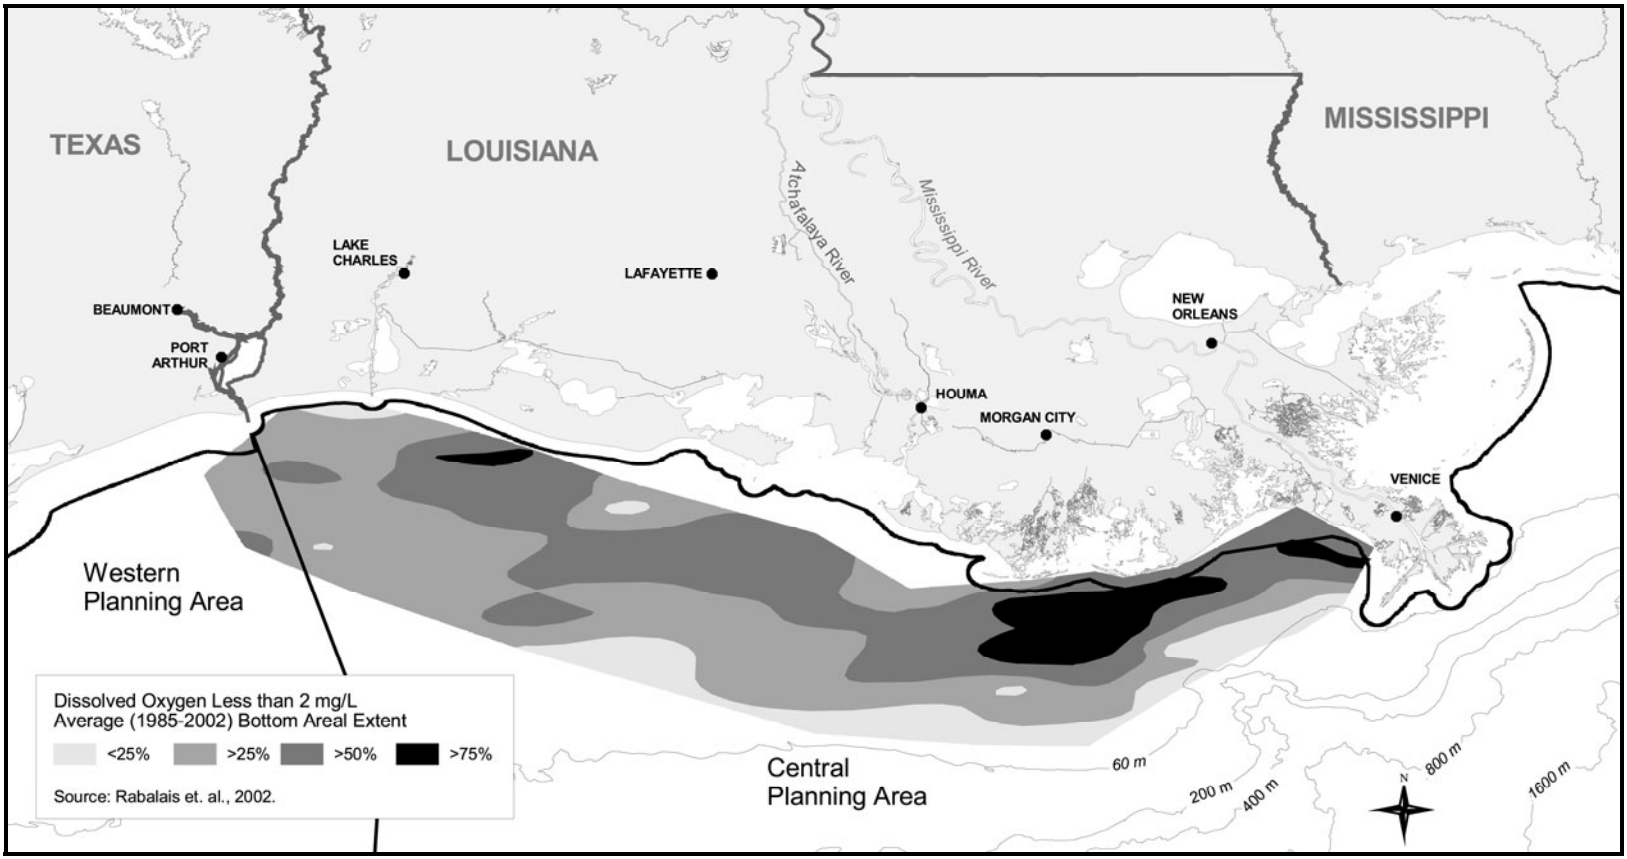 TEXAS
LOUISIANA
MISSISSIPPI
Atchafalaya River
Mississippi River
LAKE
CHARLES
LAFAYETTE
BEAUMONT
PORT
ARTHUR
NEW
ORLEANS
HOUMA
MORGAN CITY
VENICE
Western
Planning Area
Central
Planning Area
60 m
200 m
400 m
800 m
1600 m
N
Dissolved Oxygen Less than 2 mg/L
Average (1985-2002) Bottom Areal Extent
<25% >25% >50% >75%
Source: Rabalais et. al., 2002.